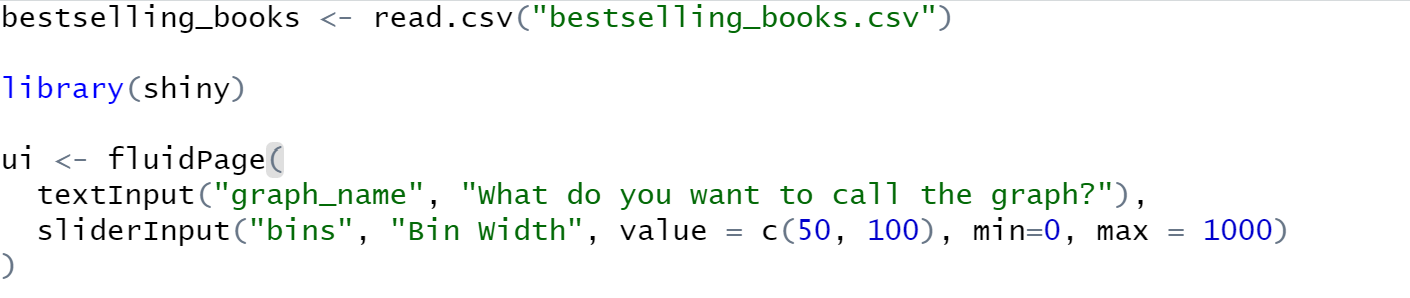 bestselling_books <- read.csv("bestselling_books.csv")
library(shiny)
ui <- fluidPage(
  textInput("graph_name", "What do you want to call the graph?"),
  sliderInput("bins", "Bin Width", value = c(50, 100), min=0, max = 1000)
)